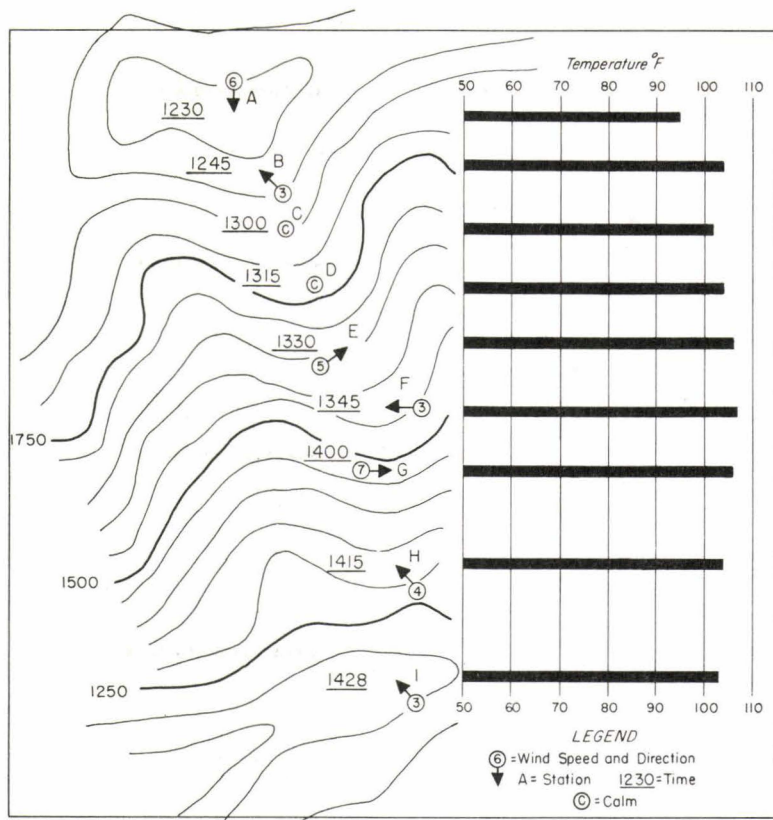 Temperature °F
50 60 70 80 90 100 110
6
A
1230
B
1245
3
C
1300
C
D
1315
C
E
1330
5
F
1345
3
1750
1400
7
G
H
1415
4
1500
I
1428
3
1250
50 60 70 80 90 100 110
LEGEND
6 =Wind Speed and Direction
A = Station 1230=Time
C =Calm